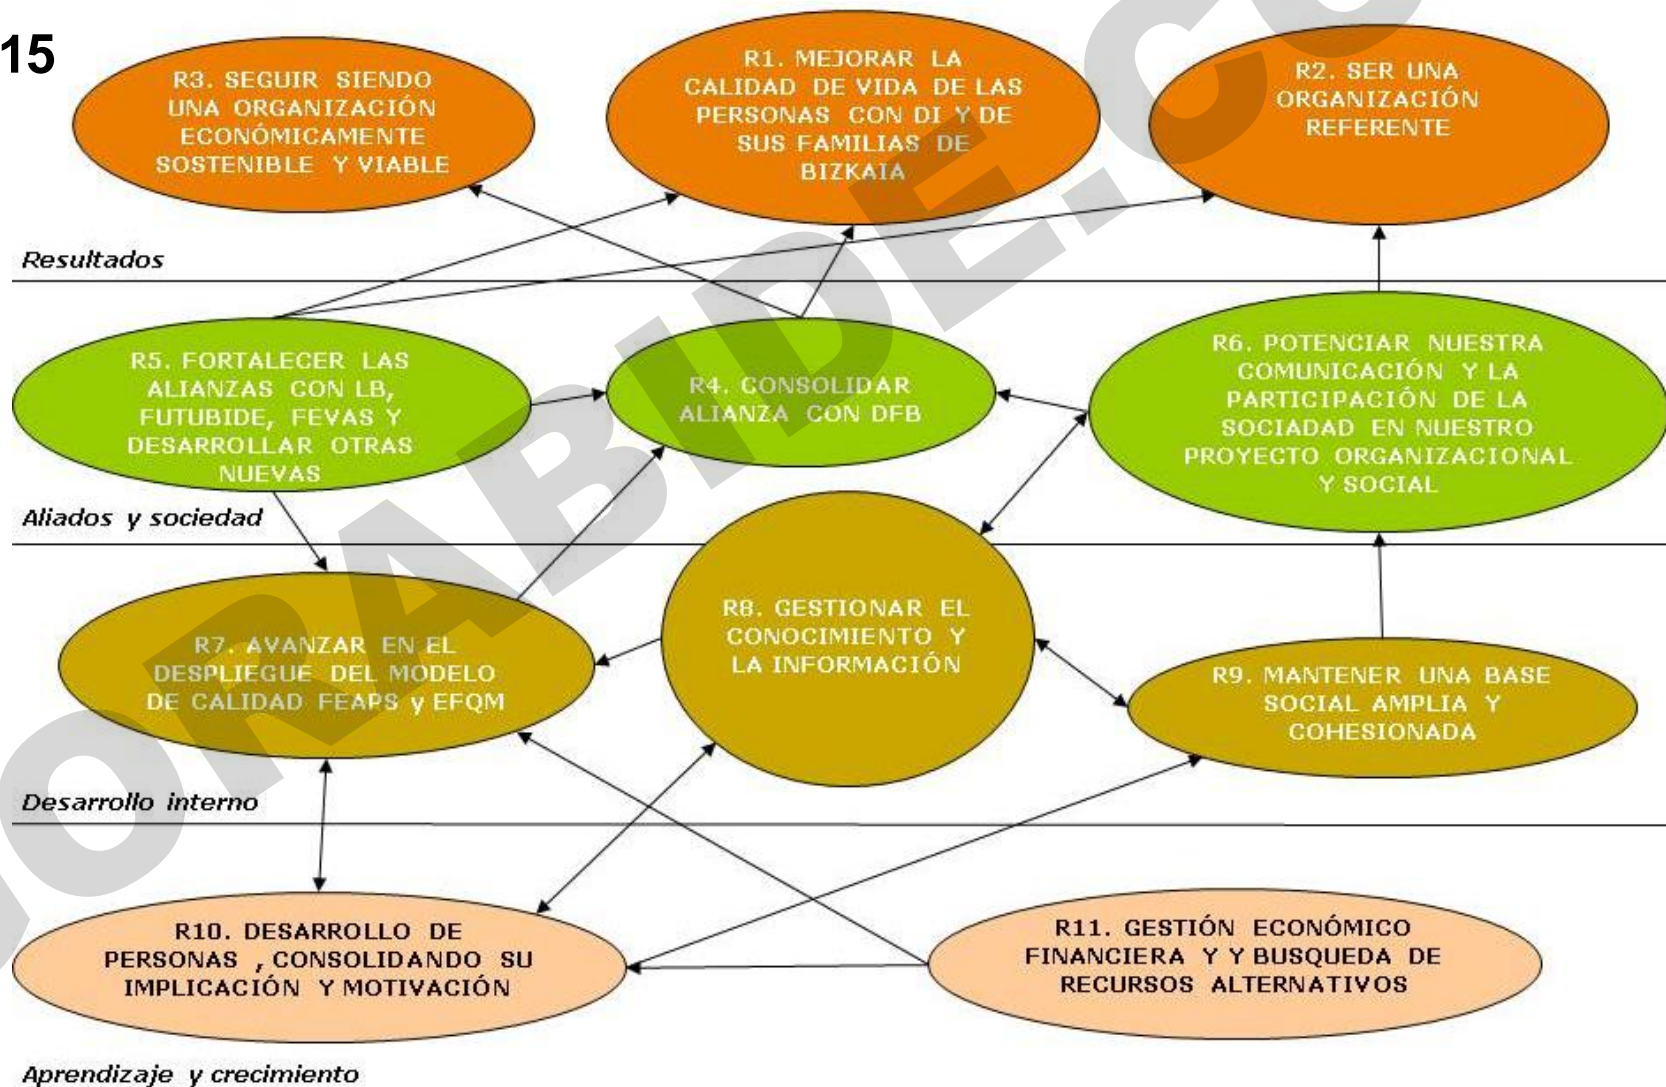 15
R3. SEGUIR SIENDO
UNA ORGANIZACIÓN
ECONÓMICAMENTE
SOSTENIBLE Y VIABLE
R1. MEJORAR LA
CALIDAD DE VIDA DE LAS
PERSONAS CON DI Y DE
SUS FAMILIAS DE
BIZKAIA
R2. SER UNA
ORGANIZACIÓN
REFERENTE
Resultados
R5. FORTALECER LAS
ALIANZAS CON LB,
FUTUBIDE, FEVAS Y
DESARROLLAR OTRAS
NUEVAS
R4. CONSOLIDAR
ALIANZA CON DFB
R6. POTENCIAR NUESTRA
COMUNICACIÓN Y LA
PARTICIPACIÓN DE LA
SOCIADAD EN NUESTRO
PROYECTO ORGANIZACIONAL
Y SOCIAL
Aliados y sociedad
R7. AVANZAR EN EL
DESPLIEGUE DEL MODELO
DE CALIDAD FEAPS y EFQM
R8. GESTIONAR EL
CONOCIMIENTO Y
LA INFORMACIÓN
R9. MANTENER UNA BASE
SOCIAL AMPLIA Y
COHESIONADA
Desarrollo interno
R10. DESARROLLO DE
PERSONAS , CONSOLIDANDO SU
IMPLICACIÓN Y MOTIVACIÓN
R11. GESTIÓN ECONÓMICO
FINANCIERA Y Y BUSQUEDA DE
RECURSOS ALTERNATIVOS
Aprendizaje y crecimiento
ORABIDE.CO